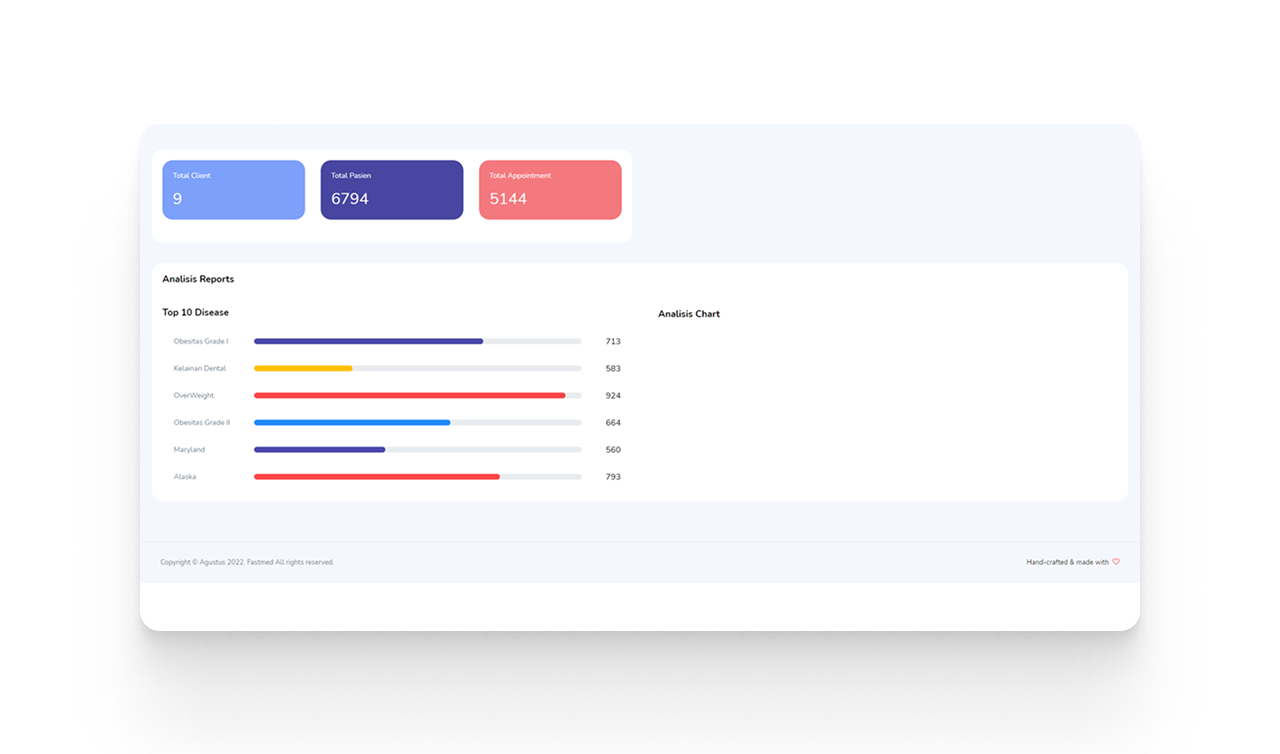 Total Client
9
Total Pasien
6794
Total Appointment
5144
Analisis Reports
Top 10 Disease
Obesitas Grade I 713
Kelainan Dental 583
OverWeight 924
Obesitas Grade II 664
Maryland 560
Alaska 793
Analisis Chart
Copyright © Agustus 2022. Fastmed All rights reserved.
Hand-crafted & made with